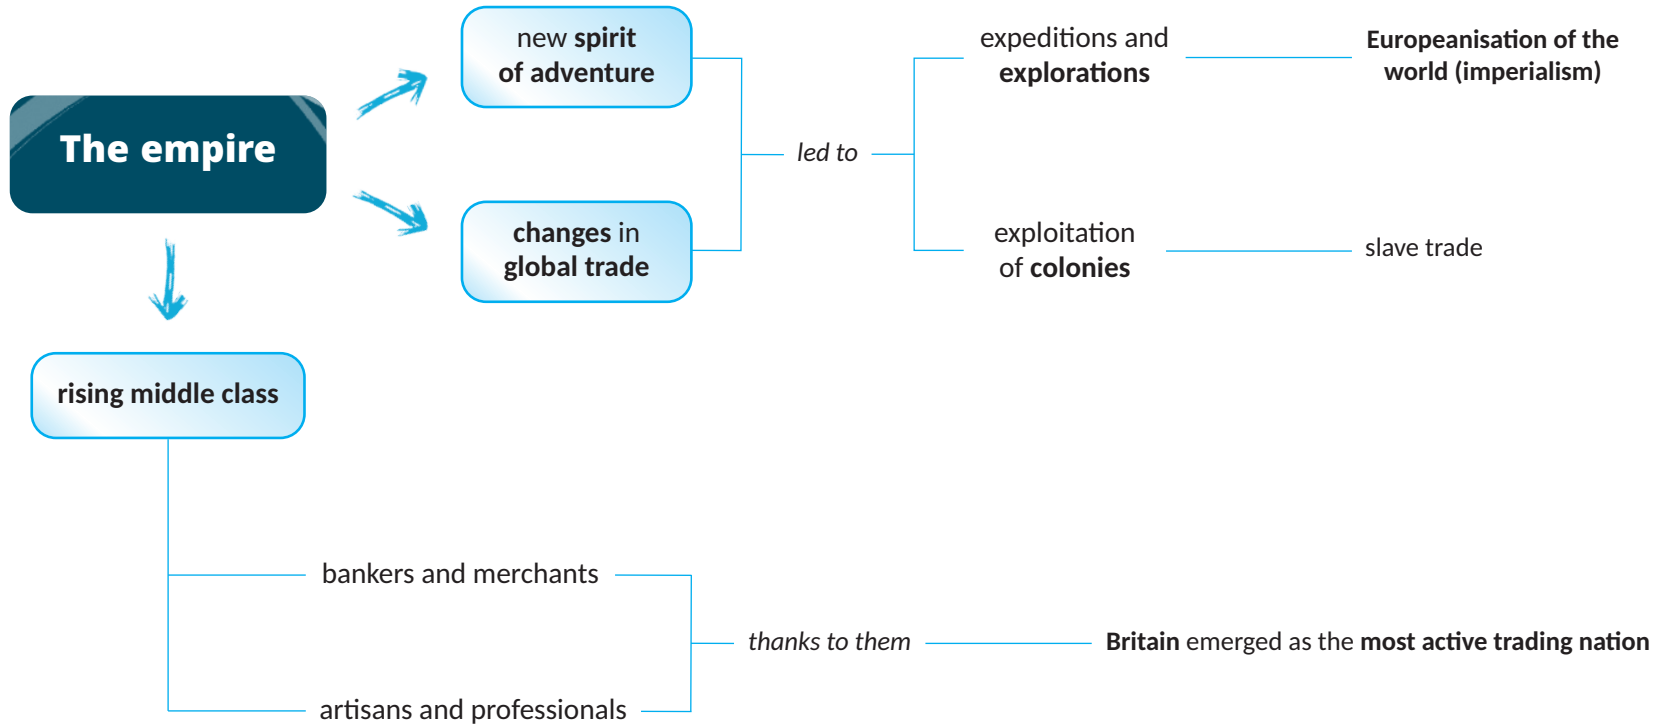 The empire
new spirit
of adventure
changes in
global trade
led to
expeditions and
explorations
Europeanisation of the
world (imperialism)
exploitation
of colonies
slave trade
rising middle class
bankers and merchants
artisans and professionals
thanks to them
Britain emerged as the most active trading nation